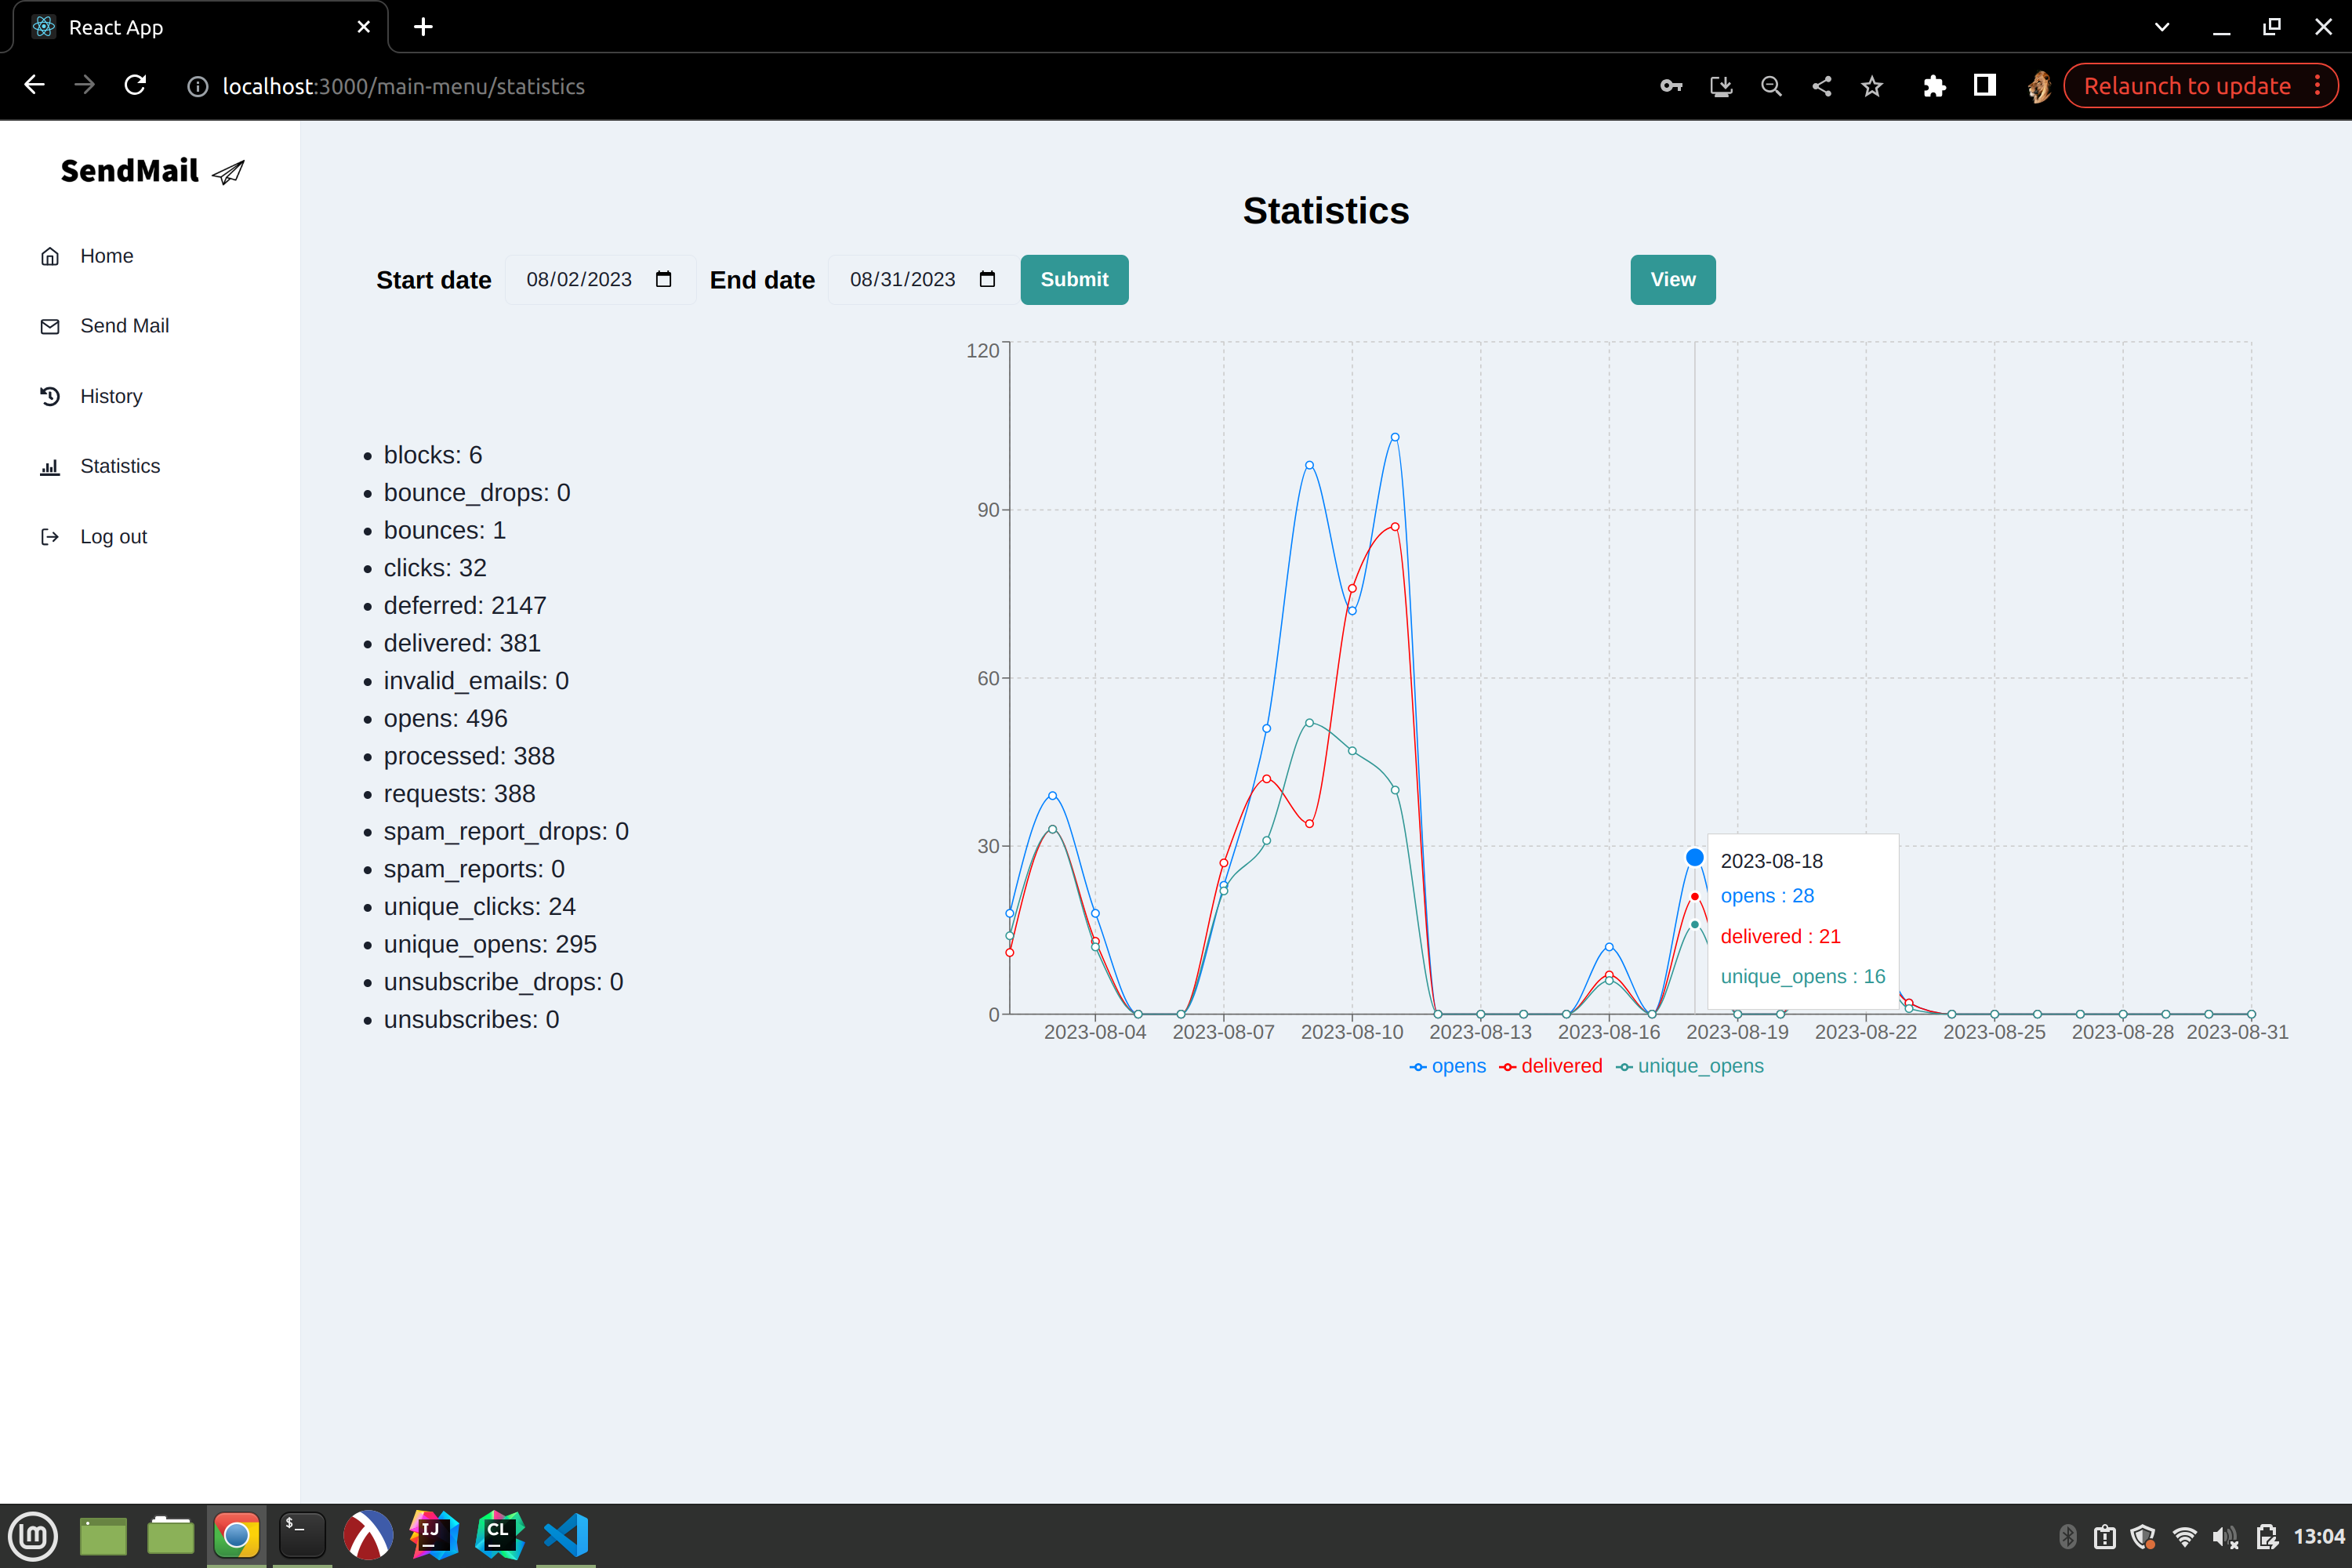 React App
localhost:3000/main-menu/statistics
Relaunch to update
SendMail
Home
Send Mail
History
Statistics
Log out
Statistics
Start date 08/02/2023 End date 08/31/2023 Submit View
blocks: 6
bounce_drops: 0
bounces: 1
clicks: 32
deferred: 2147
delivered: 381
invalid_emails: 0
opens: 496
processed: 388
requests: 388
spam_report_drops: 0
spam_reports: 0
unique_clicks: 24
unique_opens: 295
unsubscribe_drops: 0
unsubscribes: 0
120
90
60
30
0
2023-08-18
opens : 28
delivered : 21
unique_opens : 16
2023-08-04 2023-08-07 2023-08-10 2023-08-13 2023-08-16 2023-08-19 2023-08-22 2023-08-25 2023-08-28 2023-08-31
opens delivered unique_opens
$_
IJ
CL
13:04